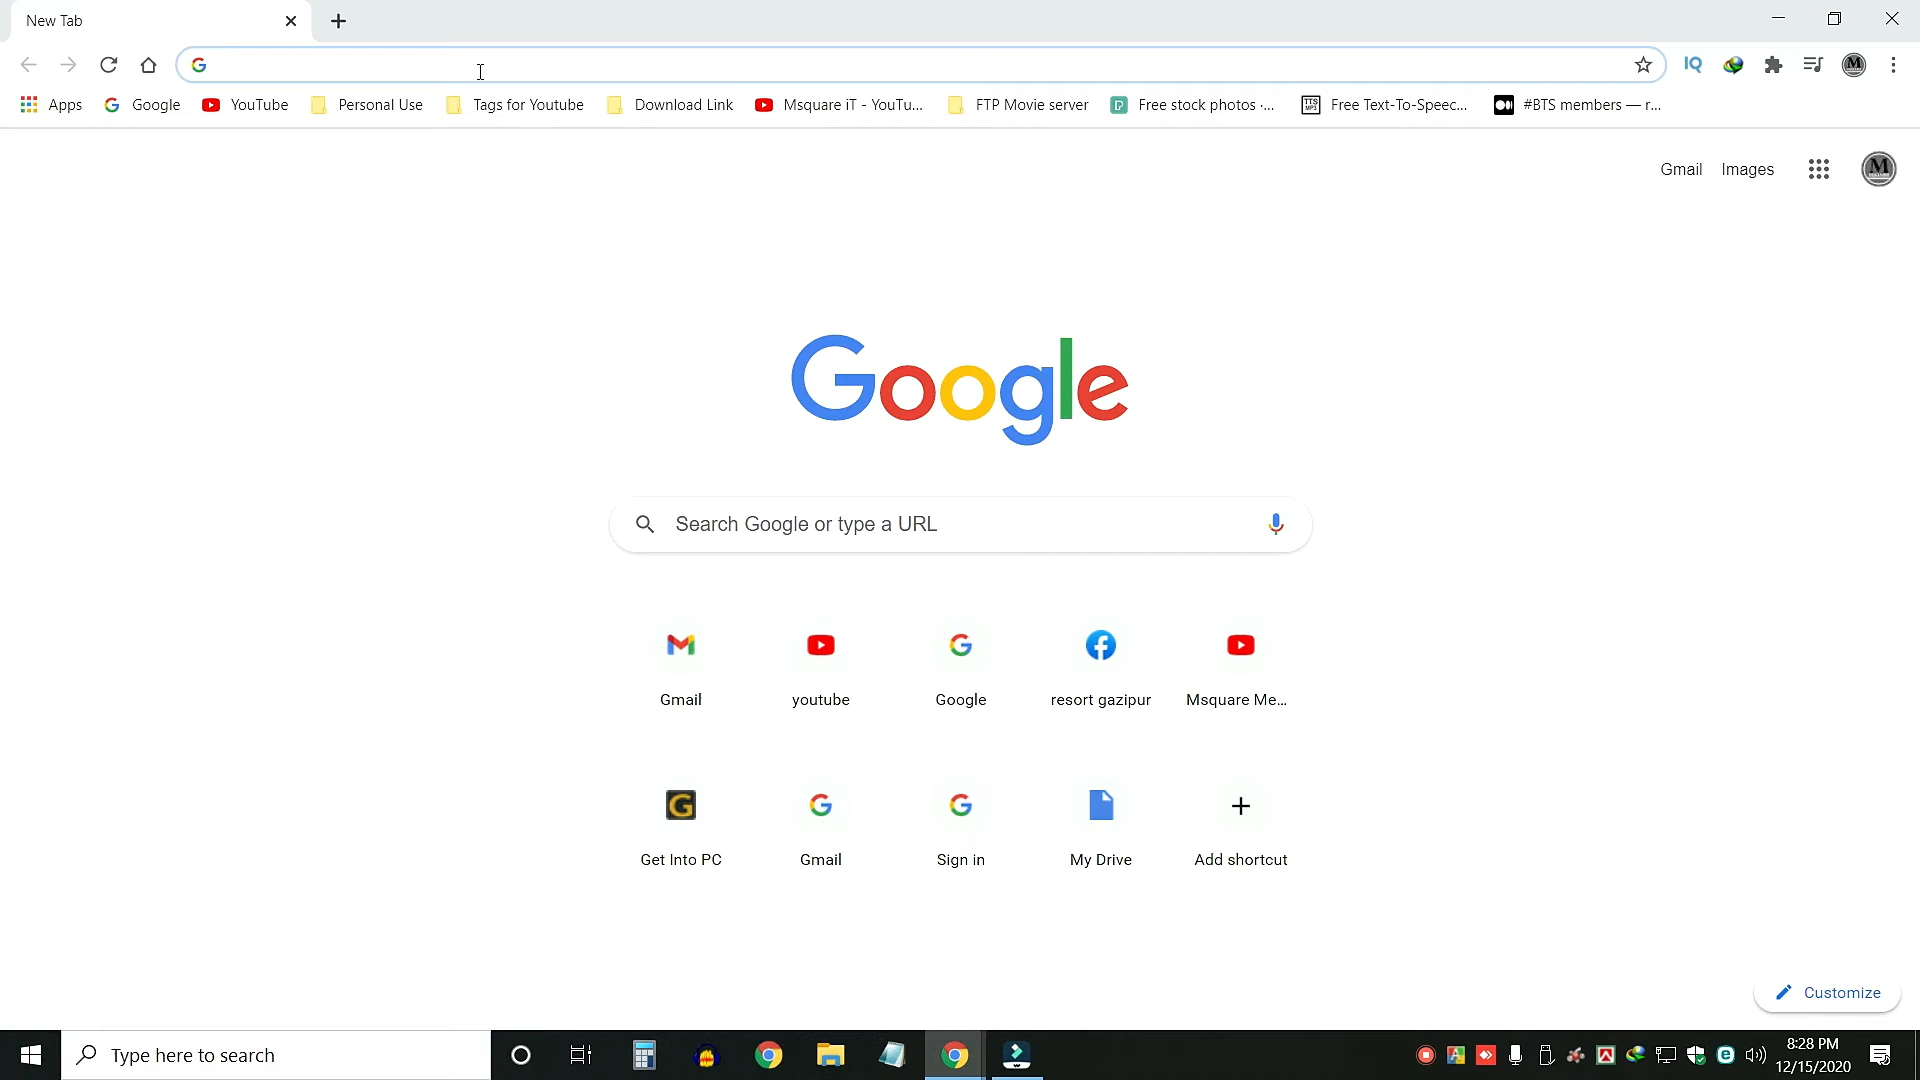 New Tab
Apps Google YouTube Personal Use Tags for Youtube Download Link Msquare iT - YouTu... FTP Movie server Free stock photos ·... Free Text-To-Speec... #BTS members — r...
Gmail Images
Google
Search Google or type a URL
Gmail youtube Google resort gazipur Msquare Me...
Get Into PC Gmail Sign in My Drive Add shortcut
Customize
Type here to search
8:28 PM
12/15/2020